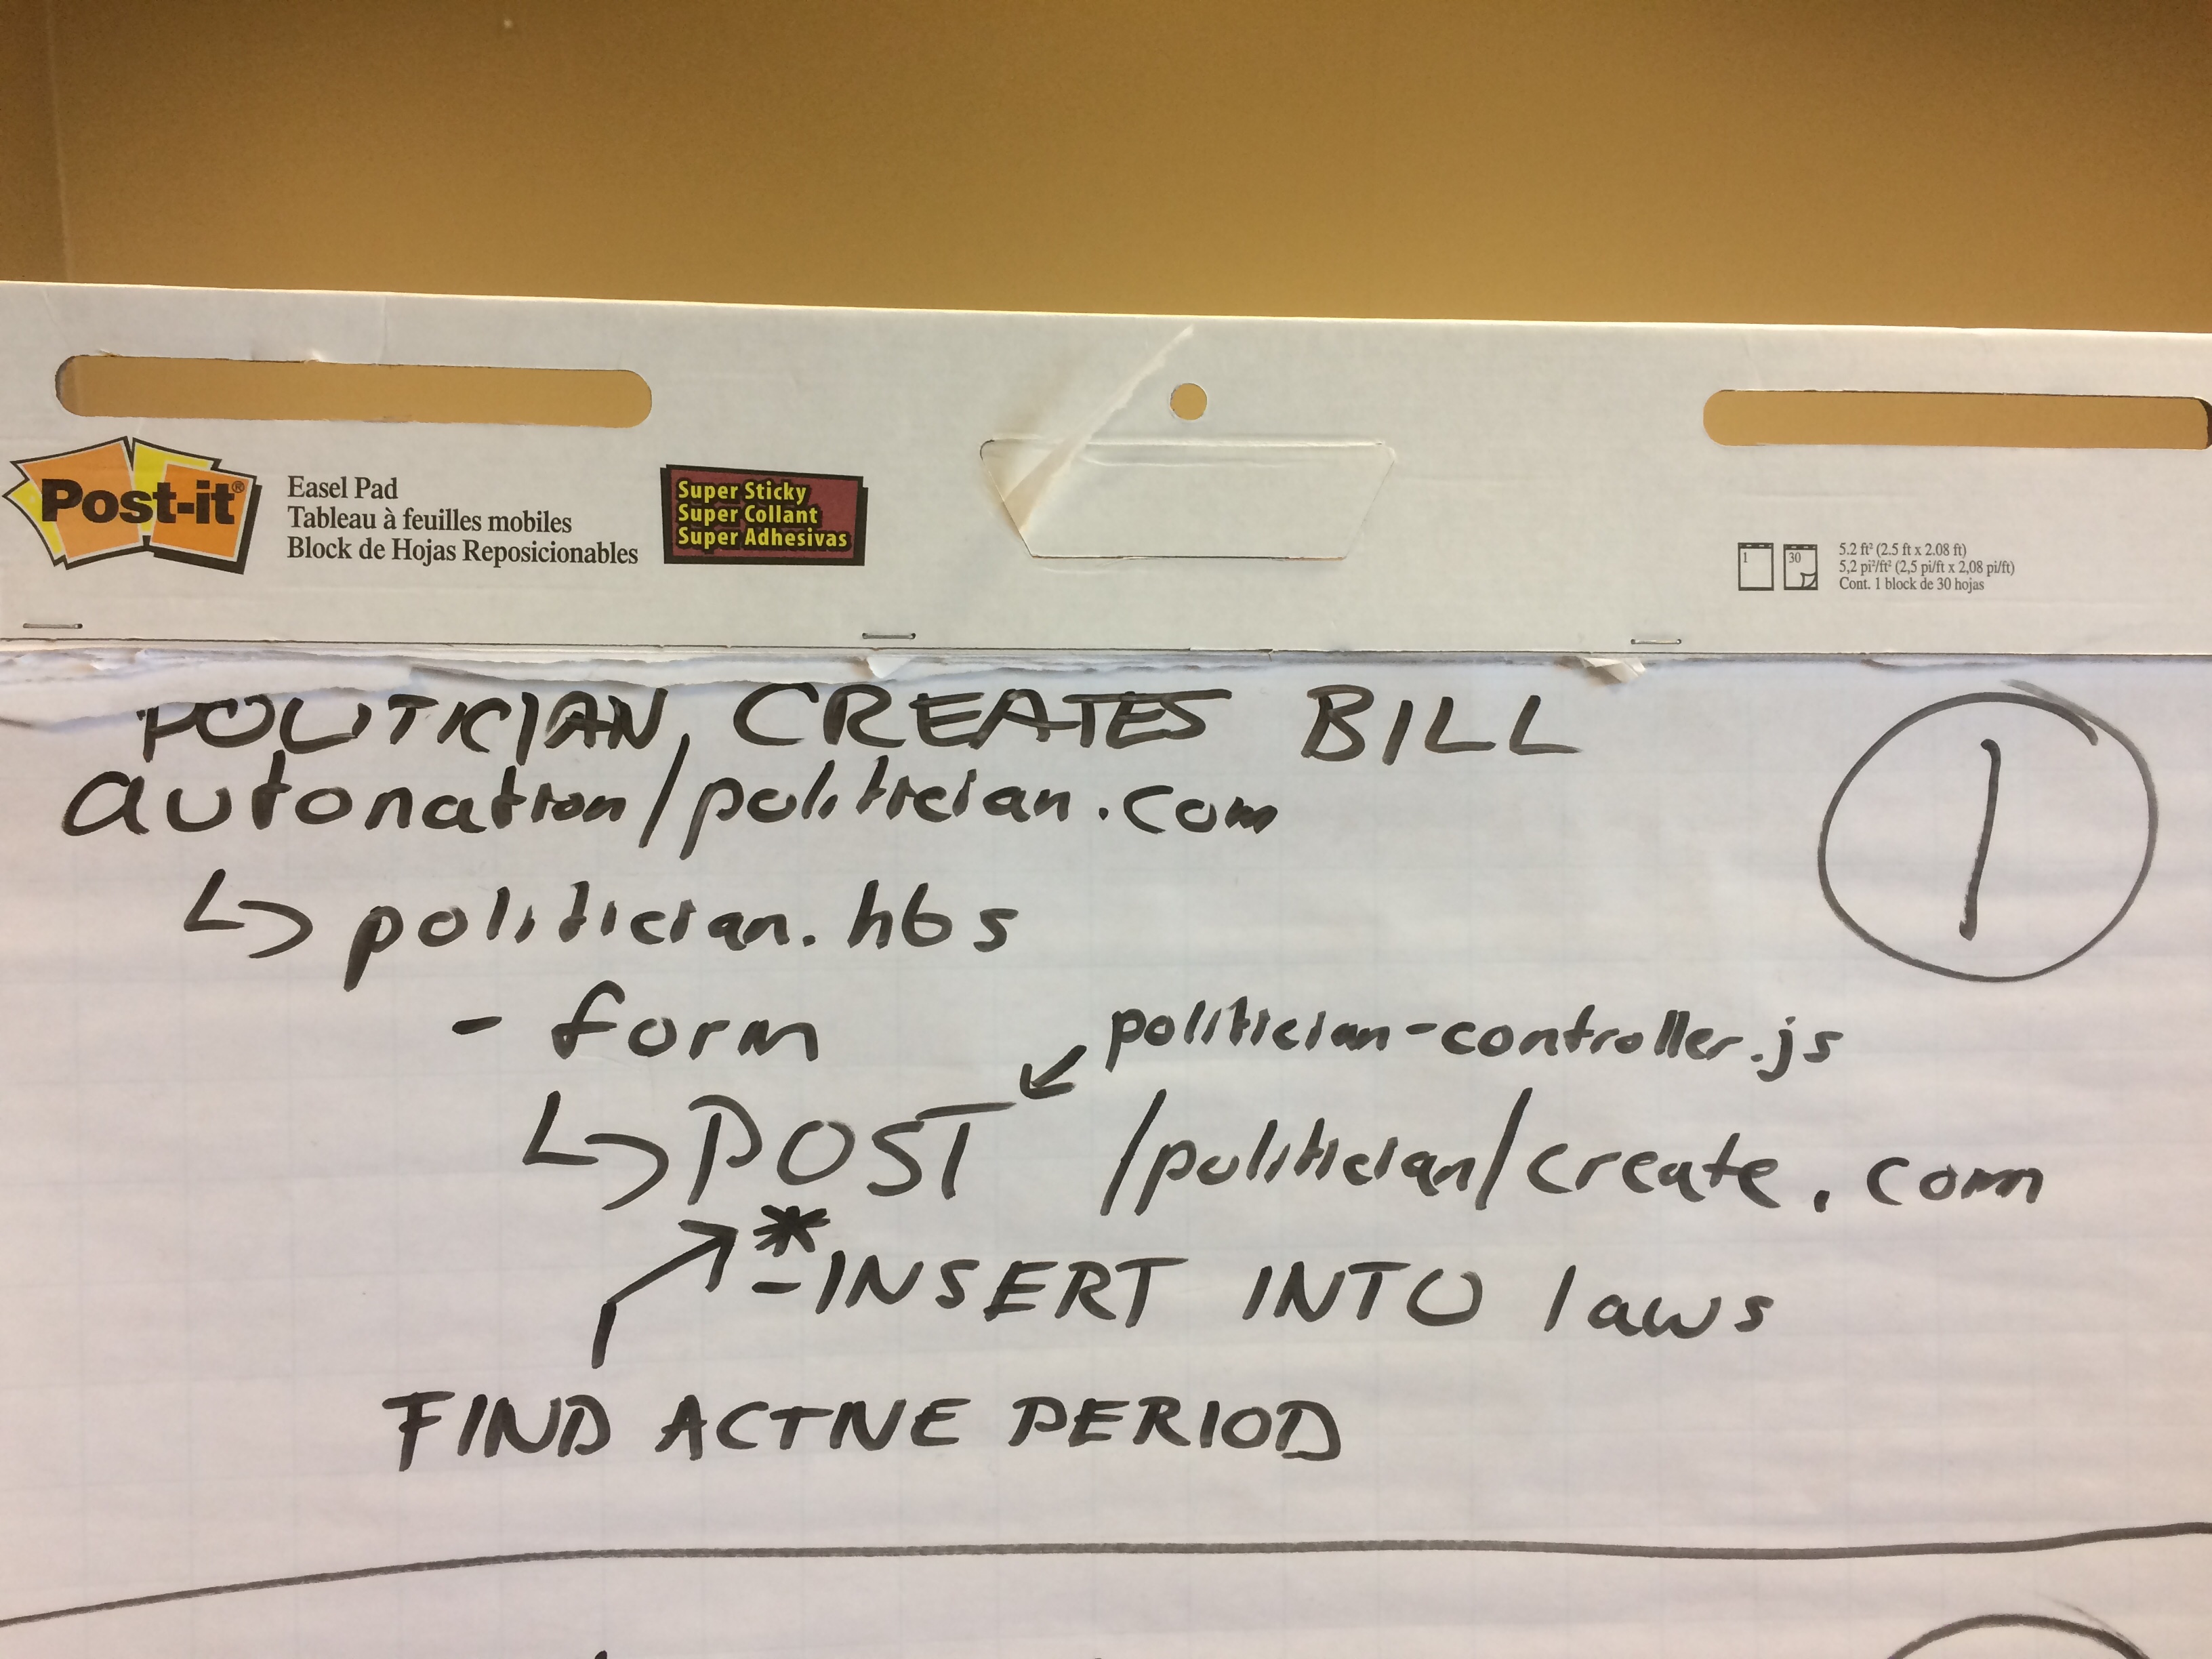 Post-it®
Easel Pad
Tableau à feuilles mobiles
Block de Hojas Reposicionables
Super Sticky
Super Collant
Super Adhesivas
1
30
5.2 ft² (2.5 ft x 2.08 ft)
5,2 pi²/ft² (2,5 pi/ft x 2,08 pi/ft)
Cont. 1 block de 30 hojas
POLITICIAN CREATES BILL
1
autonation/politician.com
↳ politician.hbs
- form
politician-controller.js
↳ POST /politician/create.com
* - INSERT INTO laws
FIND ACTIVE PERIOD